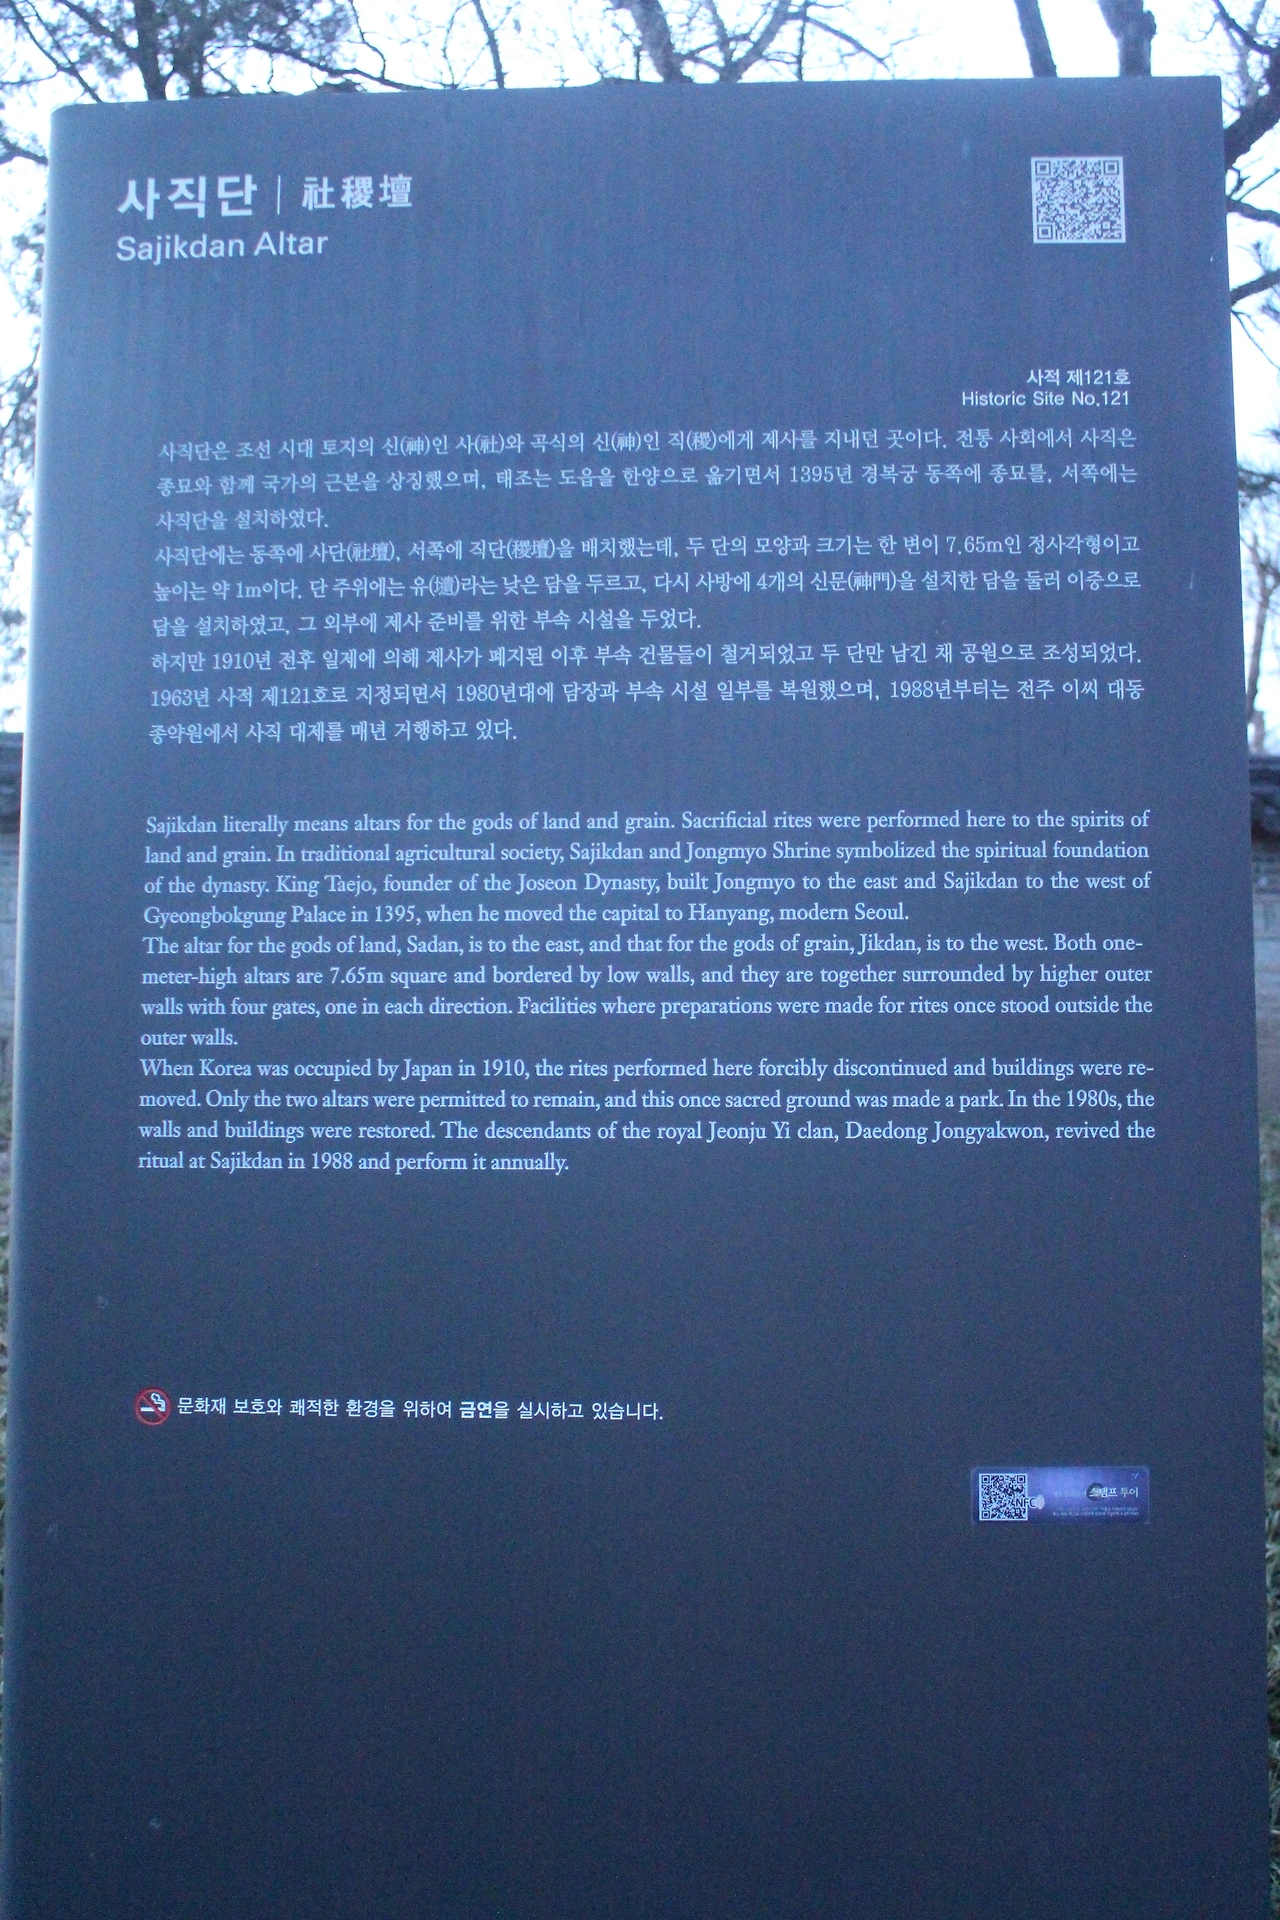 사직단 | 社稷壇
Sajikdan Altar
사적 제121호
Historic Site No.121
사직단은 조선 시대 토지의 신(神)인 사(社)와 곡식의 신(神)인 직(稷)에게 제사를 지내던 곳이다. 전통 사회에서 사직은
종묘와 함께 국가의 근본을 상징했으며, 태조는 도읍을 한양으로 옮기면서 1395년 경복궁 동쪽에 종묘를, 서쪽에는
사직단을 설치하였다.
사직단에는 동쪽에 사단(社壇), 서쪽에 직단(稷壇)을 배치했는데, 두 단의 모양과 크기는 한 변이 7.65m인 정사각형이고
높이는 약 1m이다. 단 주위에는 유(壝)라는 낮은 담을 두르고, 다시 사방에 4개의 신문(神門)을 설치한 담을 둘러 이중으로
담을 설치하였고, 그 외부에 제사 준비를 위한 부속 시설을 두었다.
하지만 1910년 전후 일제에 의해 제사가 폐지된 이후 부속 건물들이 철거되었고 두 단만 남긴 채 공원으로 조성되었다.
1963년 사적 제121호로 지정되면서 1980년대에 담장과 부속 시설 일부를 복원했으며, 1988년부터는 전주 이씨 대동
종약원에서 사직 대제를 매년 거행하고 있다.
Sajikdan literally means altars for the gods of land and grain. Sacrificial rites were performed here to the spirits of
land and grain. In traditional agricultural society, Sajikdan and Jongmyo Shrine symbolized the spiritual foundation
of the dynasty. King Taejo, founder of the Joseon Dynasty, built Jongmyo to the east and Sajikdan to the west of
Gyeongbokgung Palace in 1395, when he moved the capital to Hanyang, modern Seoul.
The altar for the gods of land, Sadan, is to the east, and that for the gods of grain, Jikdan, is to the west. Both one-
meter-high altars are 7.65m square and bordered by low walls, and they are together surrounded by higher outer
walls with four gates, one in each direction. Facilities where preparations were made for rites once stood outside the
outer walls.
When Korea was occupied by Japan in 1910, the rites performed here forcibly discontinued and buildings were re-
moved. Only the two altars were permitted to remain, and this once sacred ground was made a park. In the 1980s, the
walls and buildings were restored. The descendants of the royal Jeonju Yi clan, Daedong Jongyakwon, revived the
ritual at Sajikdan in 1988 and perform it annually.
문화재 보호와 쾌적한 환경을 위하여 금연을 실시하고 있습니다.
NFC 스탬프 투어